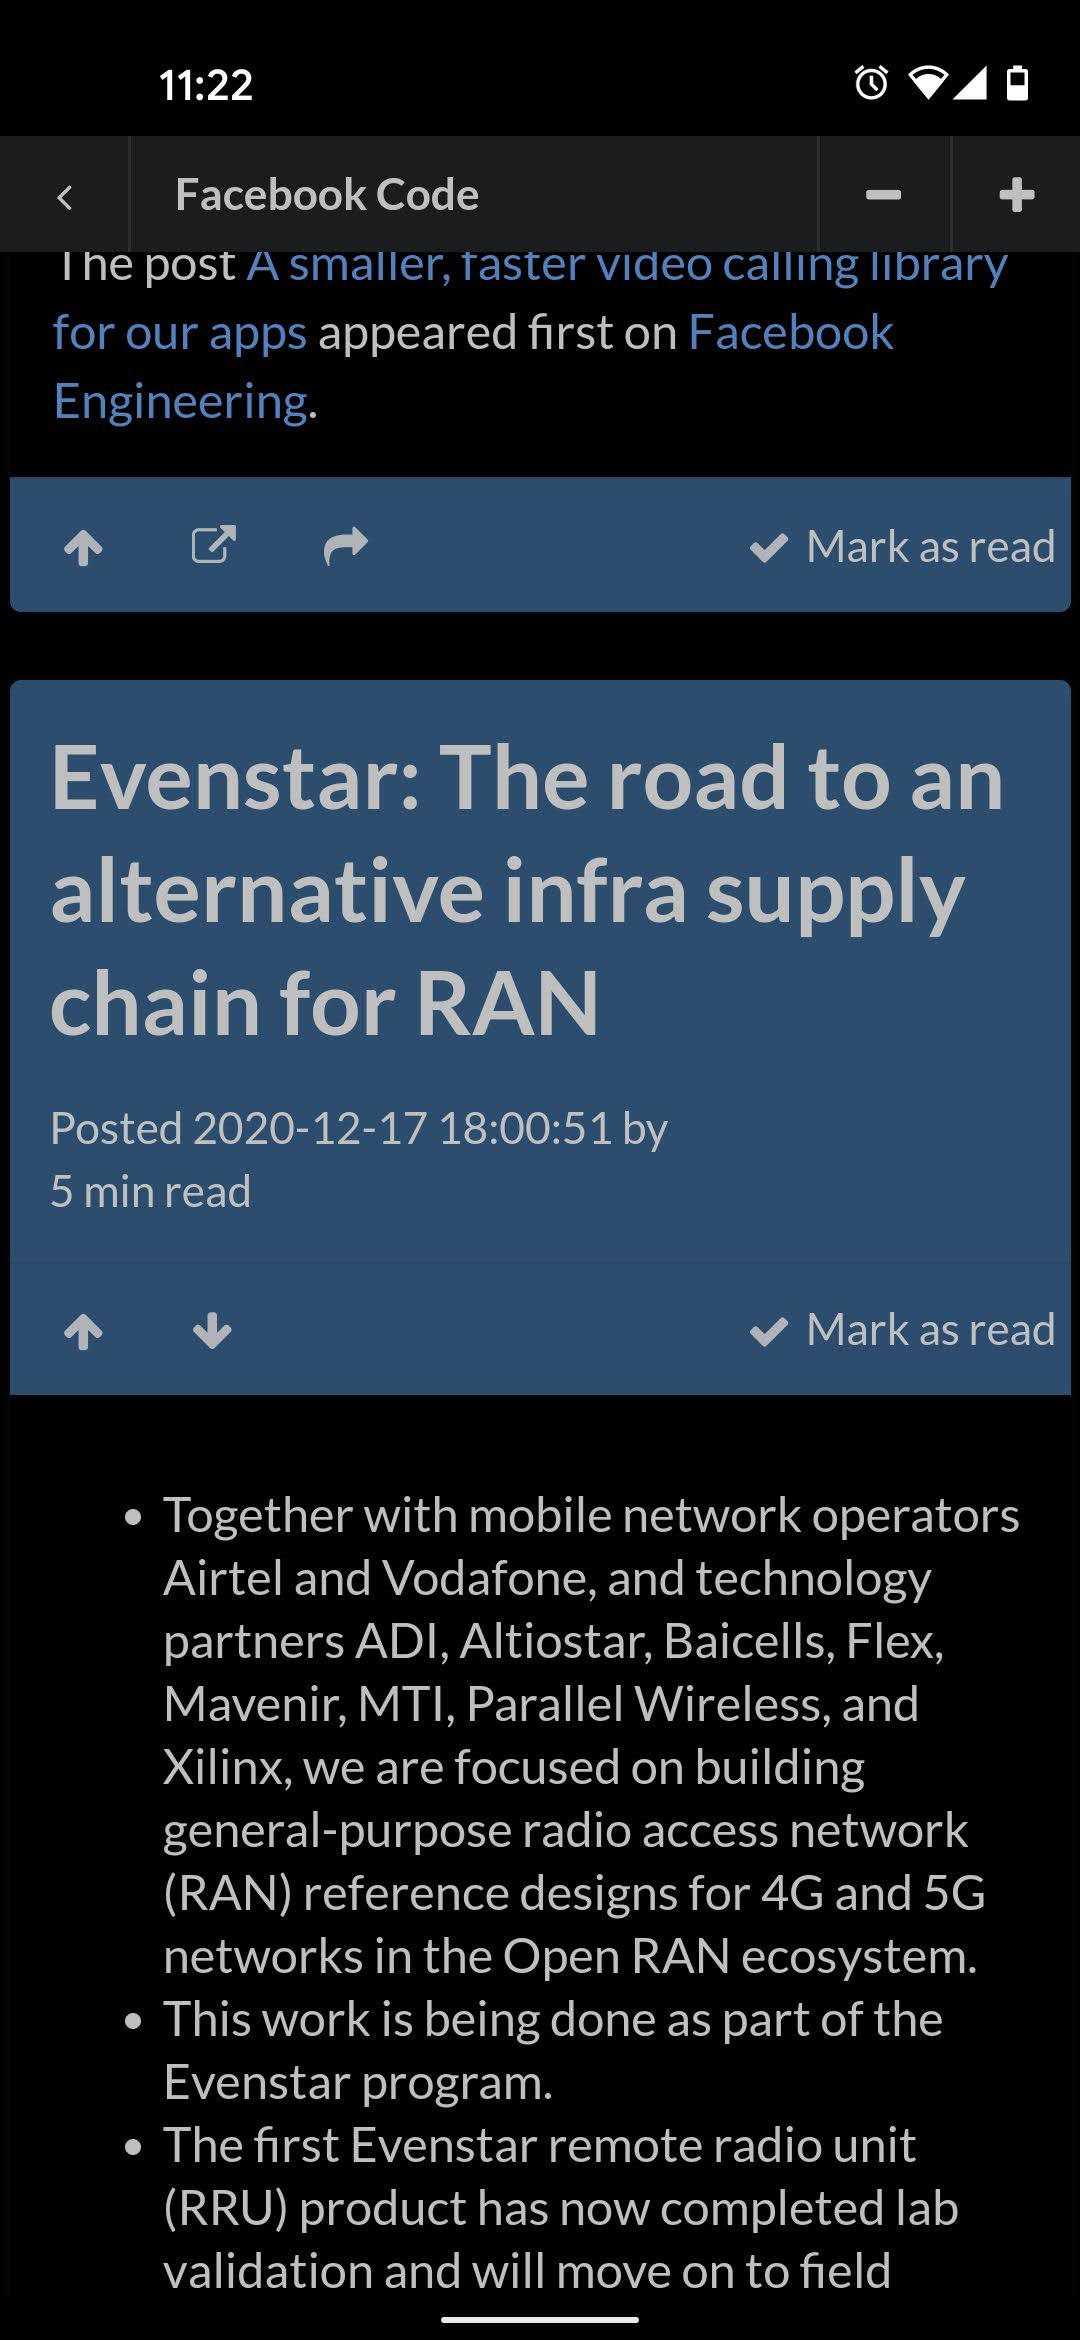 11:22
Facebook Code
The post A smaller, faster video calling library
for our apps appeared first on Facebook
Engineering.
Mark as read
Evenstar: The road to an
alternative infra supply
chain for RAN
Posted 2020-12-17 18:00:51 by
5 min read
Mark as read
• Together with mobile network operators
Airtel and Vodafone, and technology
partners ADI, Altiostar, Baicells, Flex,
Mavenir, MTI, Parallel Wireless, and
Xilinx, we are focused on building
general-purpose radio access network
(RAN) reference designs for 4G and 5G
networks in the Open RAN ecosystem.
• This work is being done as part of the
Evenstar program.
• The first Evenstar remote radio unit
(RRU) product has now completed lab
validation and will move on to field